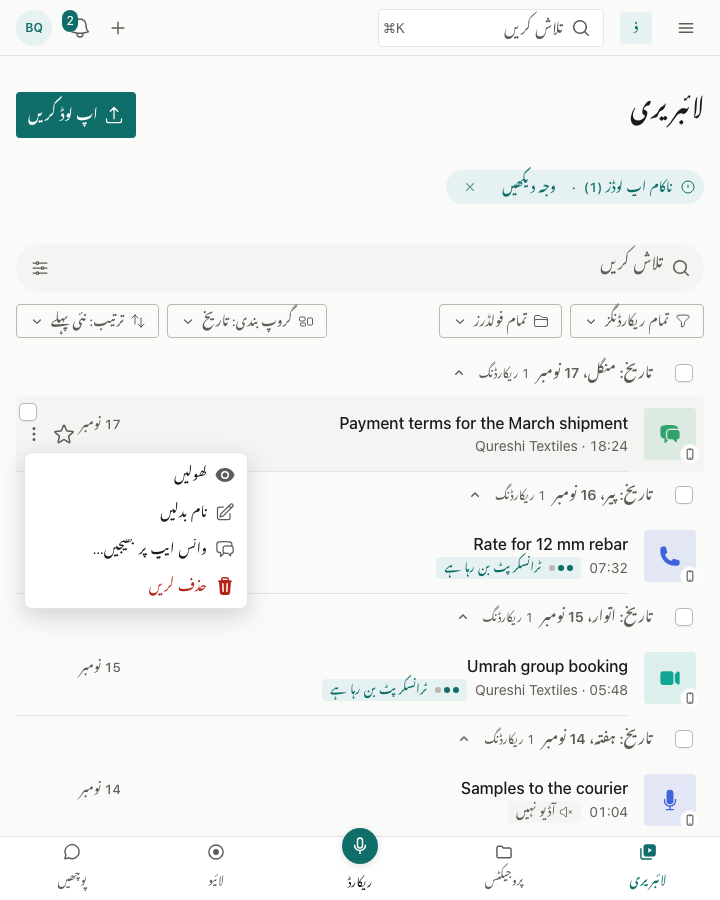 ذ
تلاش کریں ⌘K
2
BQ
لائبریری
اپ لوڈ کریں
ناکام اپ لوڈز (1) · وجہ دیکھیں
تلاش کریں
تمام ریکارڈنگز
تمام فولڈرز
گروپ بندی: تاریخ
ترتیب: نئی پہلے
تاریخ: منگل، 17 نومبر 1 ریکارڈنگ
Payment terms for the March shipment
17 نومبر
Qureshi Textiles · 18:24
کھولیں
نام بدلیں
واٹس ایپ پر بھیجیں...
حذف کریں
تاریخ: پیر، 16 نومبر 1 ریکارڈنگ
Rate for 12 mm rebar
07:32 ٹرانسکرپٹ بن رہا ہے
تاریخ: اتوار، 15 نومبر 1 ریکارڈنگ
Umrah group booking
15 نومبر
Qureshi Textiles · 05:48 ٹرانسکرپٹ بن رہا ہے
تاریخ: ہفتہ، 14 نومبر 1 ریکارڈنگ
Samples to the courier
14 نومبر
01:04 آڈیو نہیں
لائبریری
پروجیکٹس
ریکارڈ
لائیو
پوچھیں